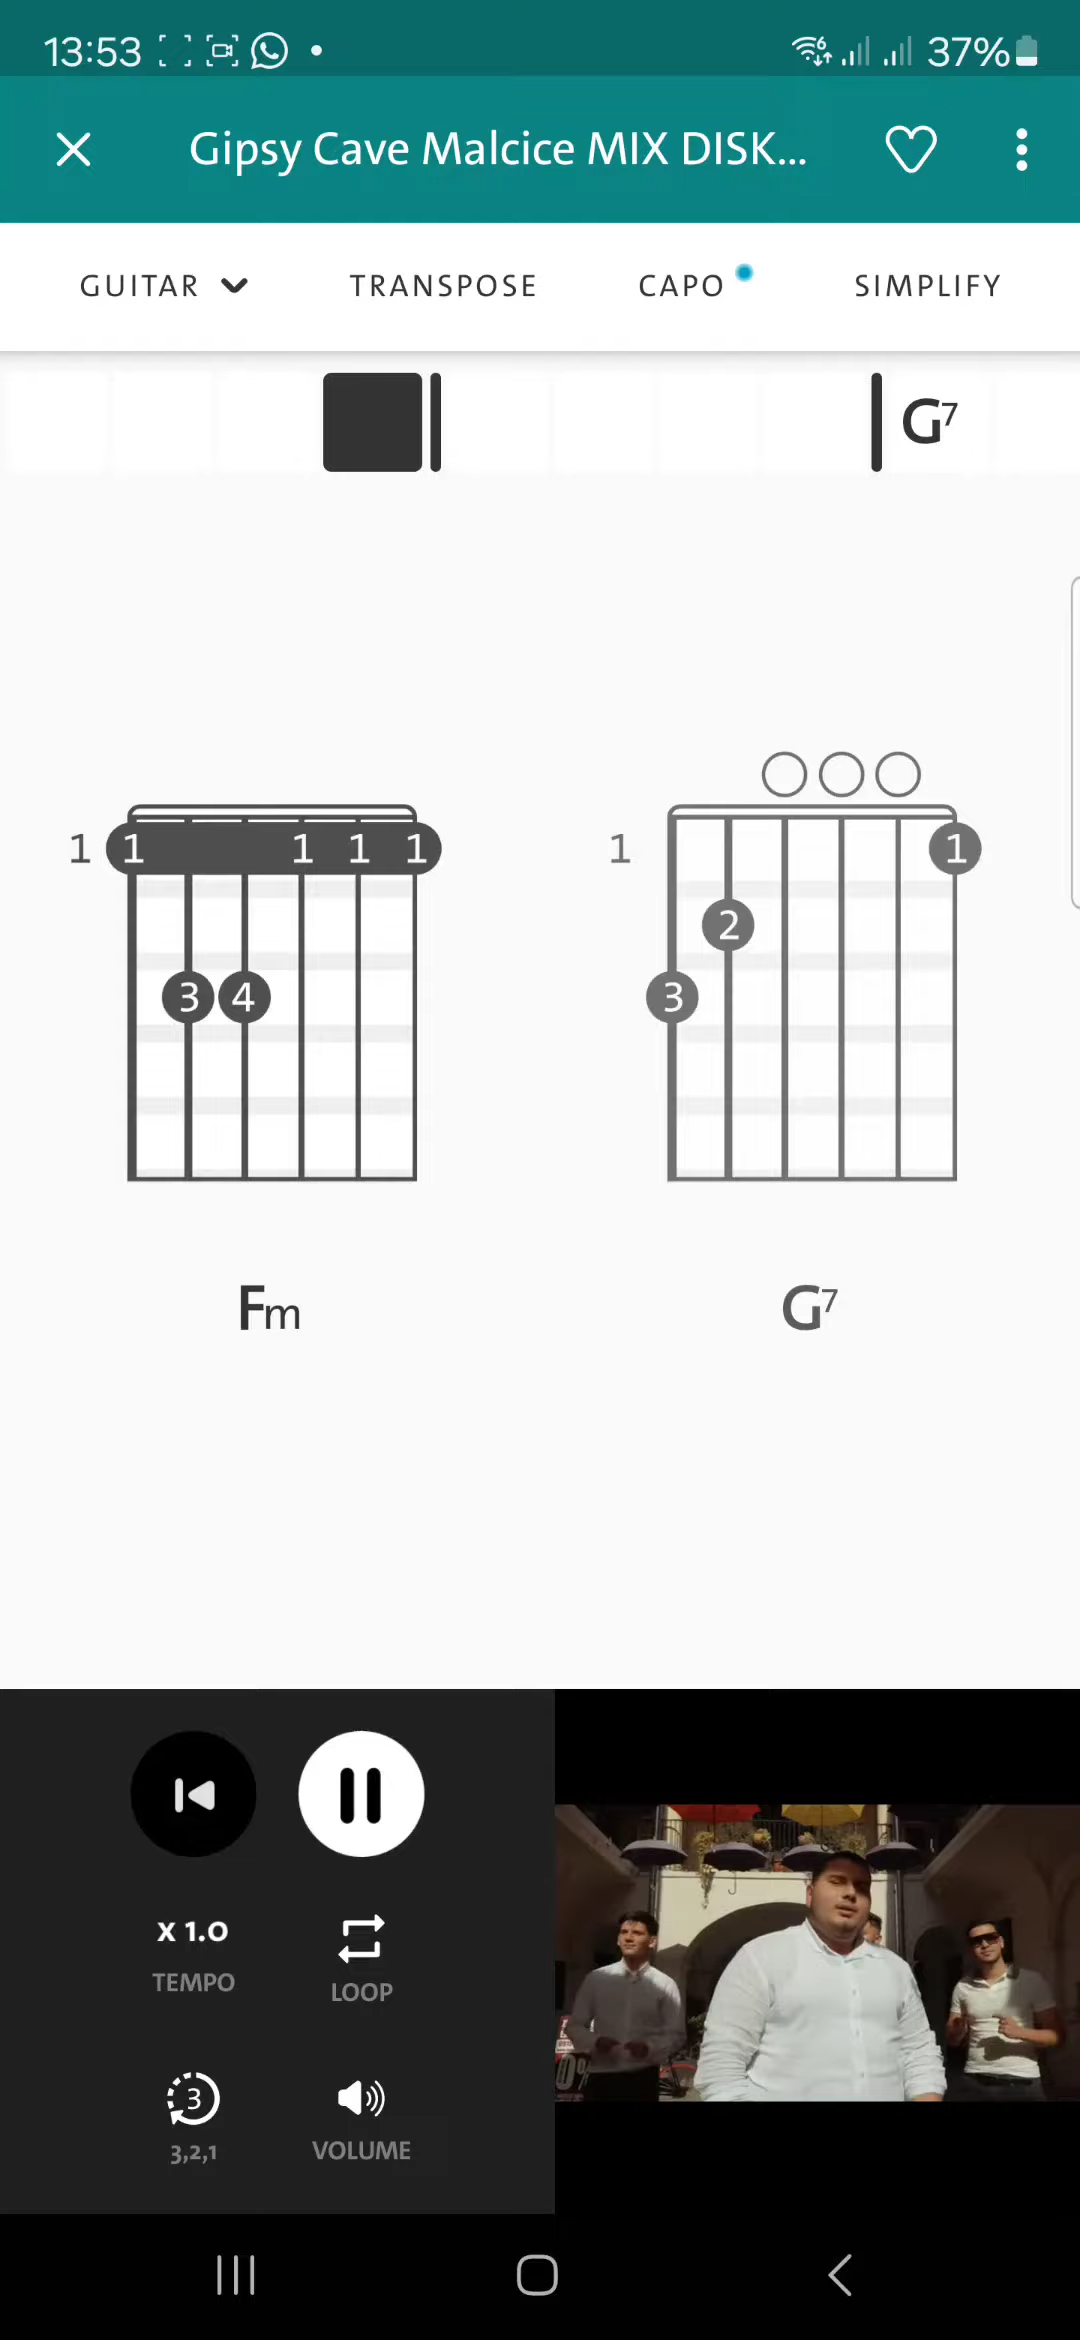 13:53 6 37%
Gipsy Cave Malcice MIX DISK...
GUITAR TRANSPOSE CAPO SIMPLIFY
G7
1 1 1 1 1
3 4
1 1
2
3
Fm G7
x 1.0
TEMPO LOOP
3
3,2,1 VOLUME